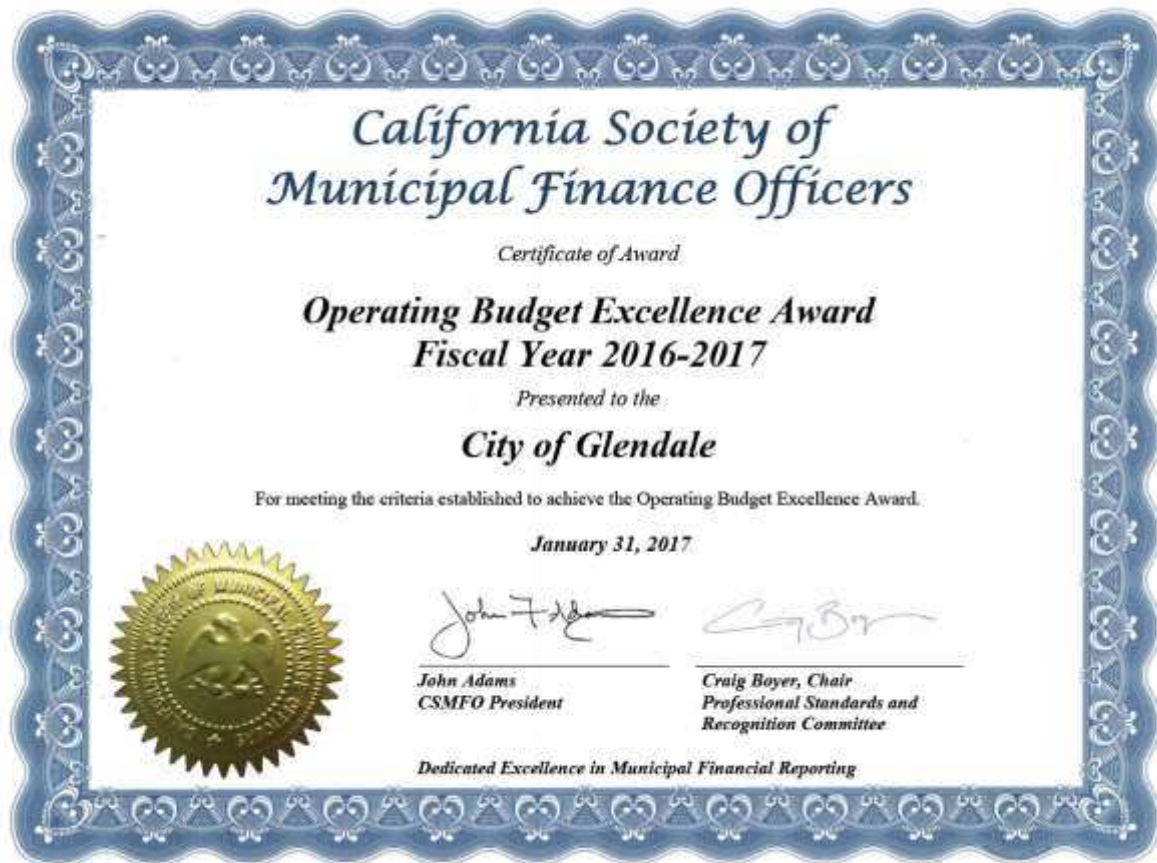 California Society of
Municipal Finance Officers
Certificate of Award
Operating Budget Excellence Award
Fiscal Year 2016-2017
Presented to the
City of Glendale
For meeting the criteria established to achieve the Operating Budget Excellence Award.
January 31, 2017
John Adams
CSMFO President
Craig Boyer, Chair
Professional Standards and
Recognition Committee
Dedicated Excellence in Municipal Financial Reporting